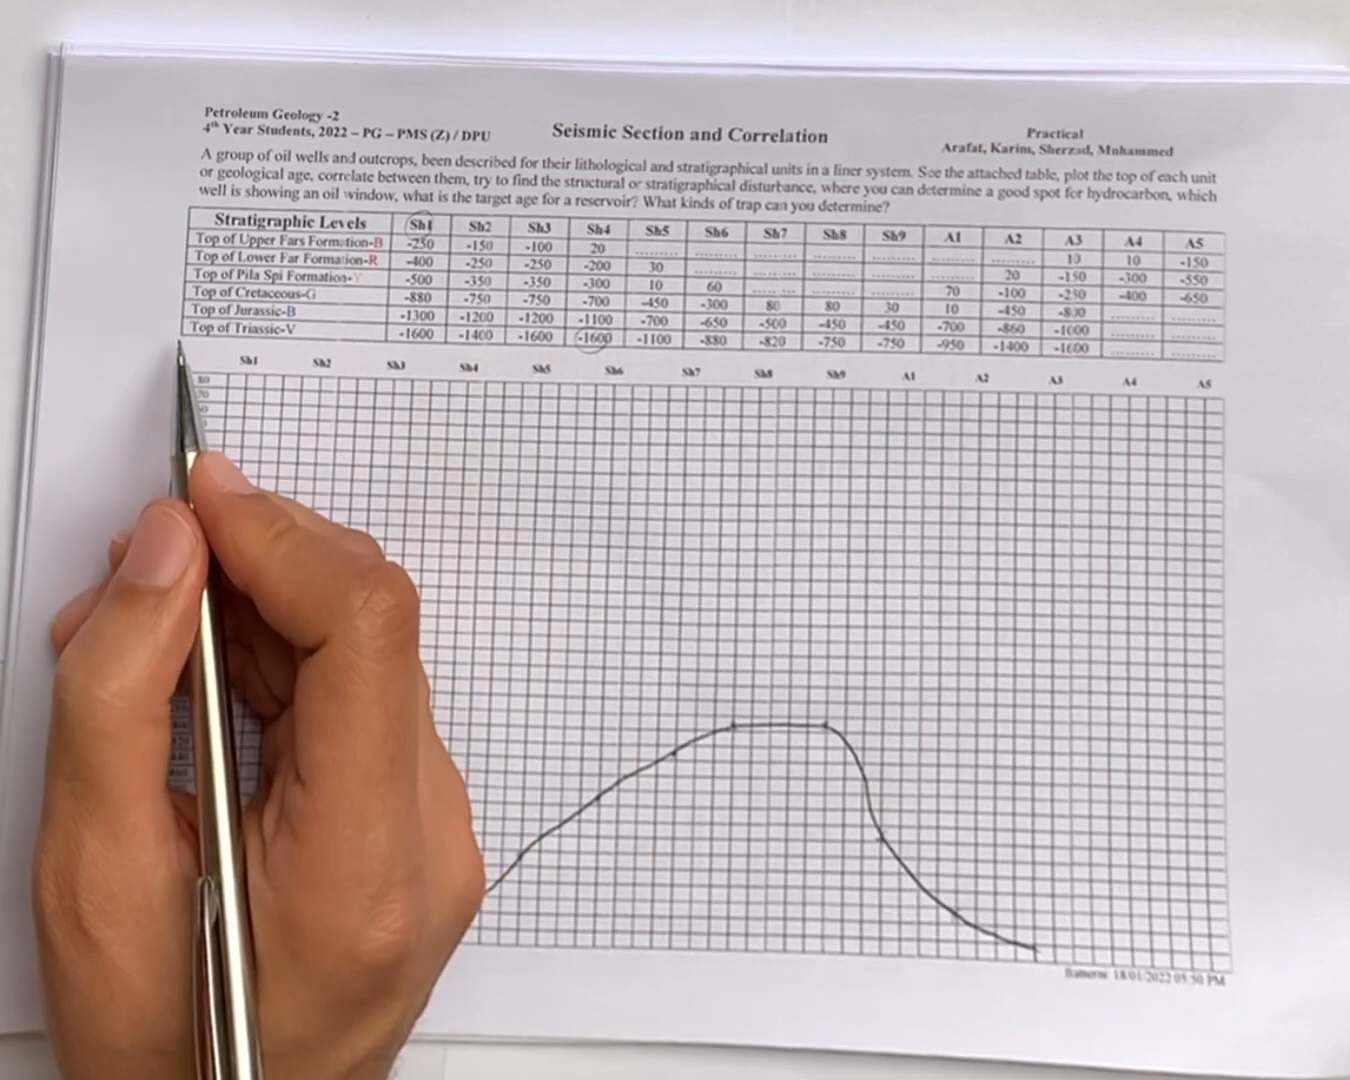 Petroleum Geology -2
4th Year Students, 2022 – PG – PMS (Z) / DPU
Seismic Section and Correlation
Practical
Arafat, Karim, Sherzad, Muhammed
A group of oil wells and outcrops, been described for their lithological and stratigraphical units in a liner system. See the attached table, plot the top of each unit
or geological age, correlate between them, try to find the structural or stratigraphical disturbance, where you can determine a good spot for hydrocarbon, which
well is showing an oil window, what is the target age for a reservoir? What kinds of trap can you determine?
Stratigraphic Levels Sh1 Sh2 Sh3 Sh4 Sh5 Sh6 Sh7 Sh8 Sh9 A1 A2 A3 A4 A5
Top of Upper Fars Formation-B -250 -150 -100 20 ......... ......... ......... ......... ......... ......... ......... 10 10 -150
Top of Lower Far Formation-R -400 -250 -250 -200 30 ......... ......... ......... ......... ......... 20 -150 -300 -550
Top of Pila Spi Formation-Y -500 -350 -350 -300 10 60 ......... ......... ......... 70 -100 -250 -400 -650
Top of Cretaceous-G -880 -750 -750 -700 -450 -300 80 80 30 10 -450 -800 ......... .........
Top of Jurassic-B -1300 -1200 -1200 -1100 -700 -650 -500 -450 -450 -700 -860 -1000 ......... .........
Top of Triassic-V -1600 -1400 -1600 -1600 -1100 -880 -820 -750 -750 -950 -1400 -1600 ......... .........
Sh1 Sh2 Sh3 Sh4 Sh5 Sh6 Sh7 Sh8 Sh9 A1 A2 A3 A4 A5
80
70
18/01/2022 05:50 PM